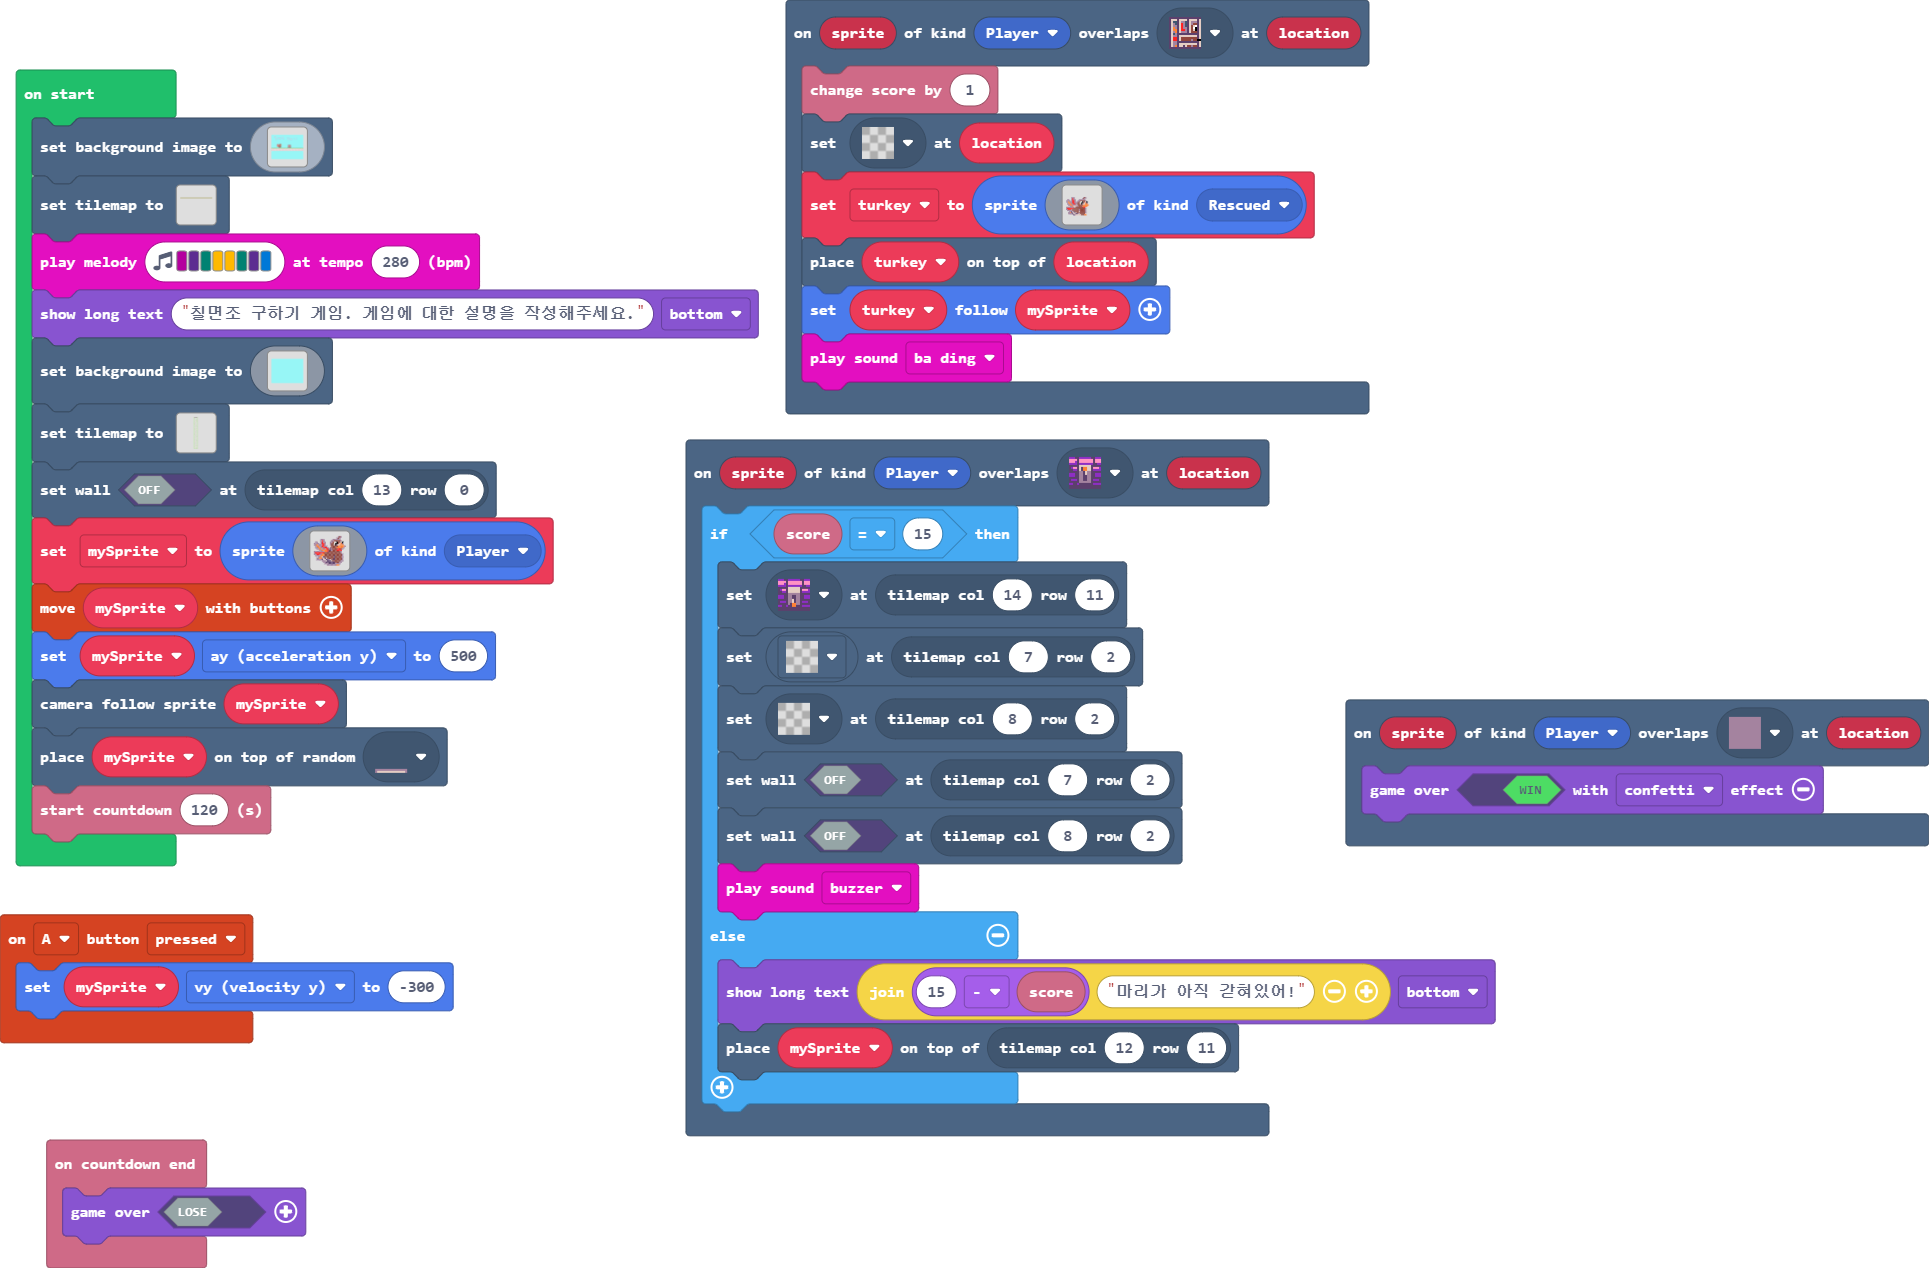 on start
set background image to
set tilemap to
play melody at tempo 280 (bpm)
show long text "칠면조 구하기 게임. 게임에 대한 설명을 작성해주세요." bottom
set background image to
set tilemap to
set wall OFF at tilemap col 13 row 0
set mySprite to sprite of kind Player
move mySprite with buttons
set mySprite ay (acceleration y) to 500
camera follow sprite mySprite
place mySprite on top of random
start countdown 120 (s)
on A button pressed
set mySprite vy (velocity y) to -300
on countdown end
game over LOSE
on sprite of kind Player overlaps at location
change score by 1
set at location
set turkey to sprite of kind Rescued
place turkey on top of location
set turkey follow mySprite
play sound ba ding
on sprite of kind Player overlaps at location
if score = 15 then
set at tilemap col 14 row 11
set at tilemap col 7 row 2
set at tilemap col 8 row 2
set wall OFF at tilemap col 7 row 2
set wall OFF at tilemap col 8 row 2
play sound buzzer
else
show long text join 15 - score "마리가 아직 갇혀있어!" bottom
place mySprite on top of tilemap col 12 row 11
on sprite of kind Player overlaps at location
game over WIN with confetti effect